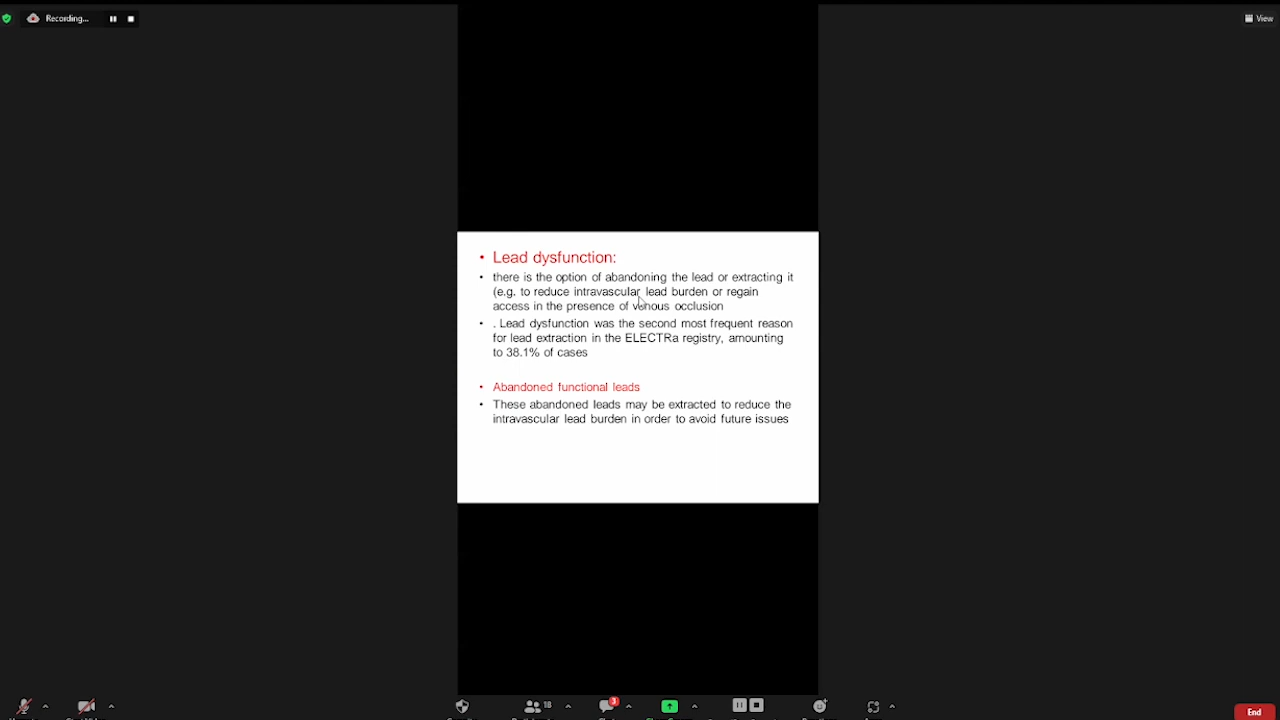 Recording...
View
• Lead dysfunction:
• there is the option of abandoning the lead or extracting it
(e.g. to reduce intravascular lead burden or regain
access in the presence of venous occlusion
• . Lead dysfunction was the second most frequent reason
for lead extraction in the ELECTRa registry, amounting
to 38.1% of cases
• Abandoned functional leads
• These abandoned leads may be extracted to reduce the
intravascular lead burden in order to avoid future issues
18
3
End